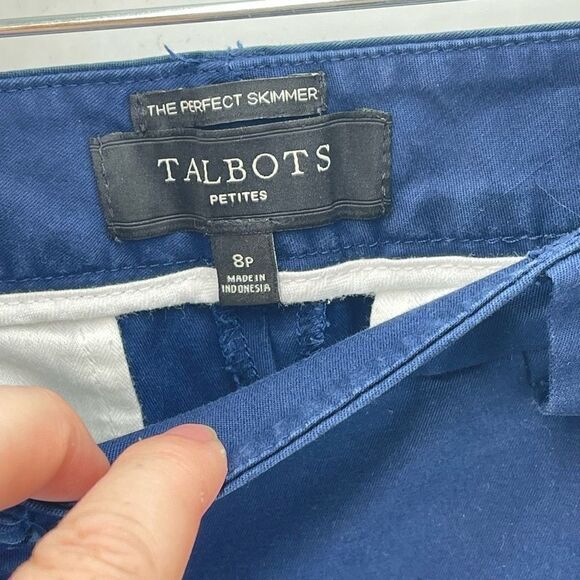 THE PERFECT SKIMMER
TALBOTS
PETITES
8P
MADE IN
INDONESIA